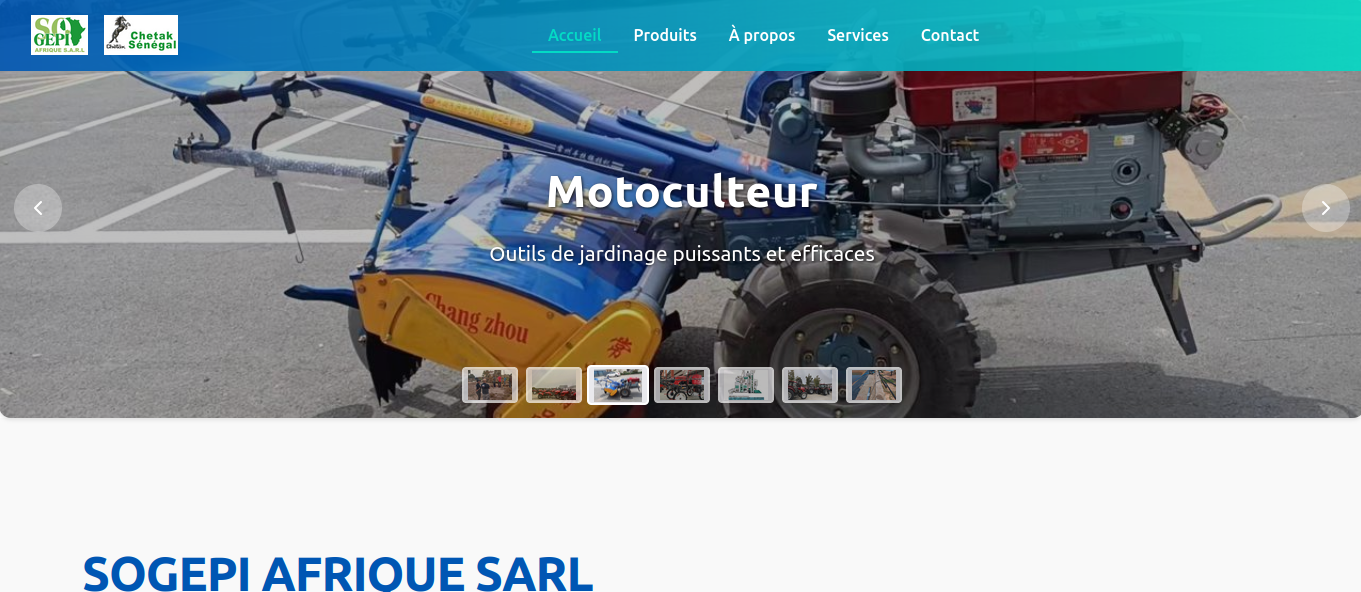 SO
GEPI
AFRIQUE S.A.R.L
Chetak
Sénégal
Accueil
Produits
À propos
Services
Contact
Motoculteur
Outils de jardinage puissants et efficaces
Chang zhou
常
SOGEPI AFRIQUE SARL